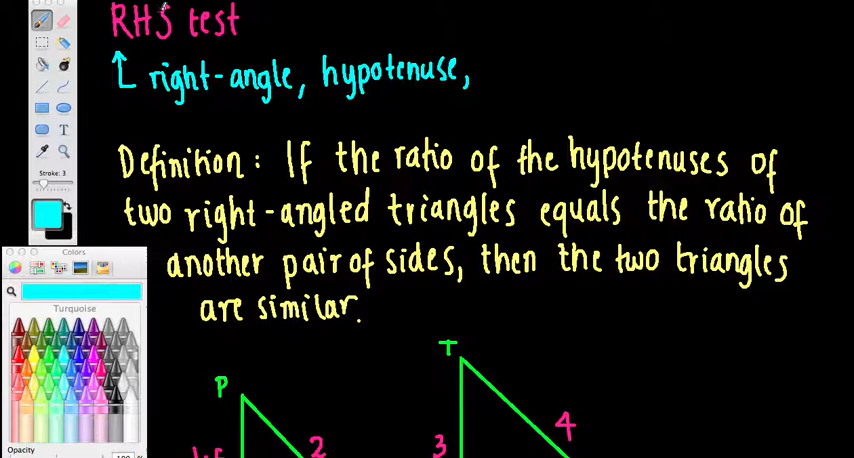 RHS test
right-angle, hypotenuse,
Definition: If the ratio of the hypotenuses of
two right-angled triangles equals the ratio of
another pair of sides, then the two triangles
are similar.
T
P
4
2
3
Stroke: 3
Colors
Turquoise
Opacity
100 %